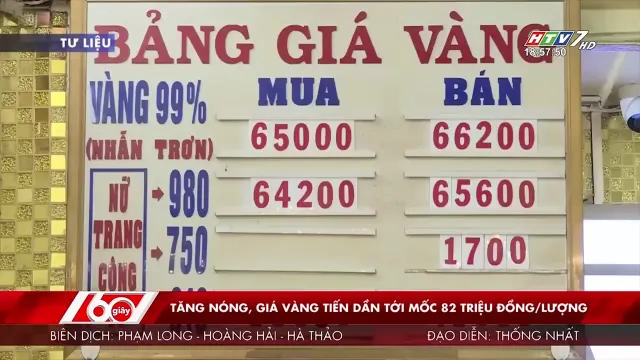 TƯ LIỆU
HTV7 HD
18:57:50
BẢNG GIÁ VÀNG
VÀNG 99% MUA BÁN
(NHẪN TRƠN) 65000 66200
NỮ TRANG CÔNG
980 64200 65600
750 1700
60 giây
TĂNG NÓNG, GIÁ VÀNG TIẾN DẦN TỚI MỐC 82 TRIỆU ĐỒNG/LƯỢNG
BIÊN DỊCH: PHẠM LONG - HOÀNG HẢI - HÀ THẢO ĐẠO DIỄN: THỐNG NHẤT